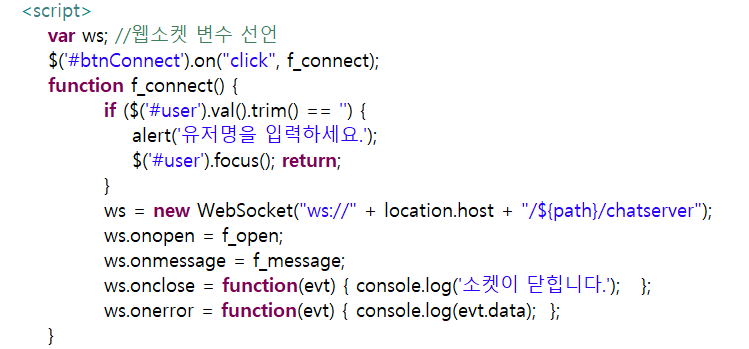 <script>
var ws; //웹소켓 변수 선언
$('#btnConnect').on("click", f_connect);
function f_connect() {
if ($('#user').val().trim() == '') {
alert('유저명을 입력하세요.');
$('#user').focus(); return;
}
ws = new WebSocket("ws://" + location.host + "/${path}/chatserver");
ws.onopen = f_open;
ws.onmessage = f_message;
ws.onclose = function(evt) { console.log('소켓이 닫힙니다.'); };
ws.onerror = function(evt) { console.log(evt.data); };
}